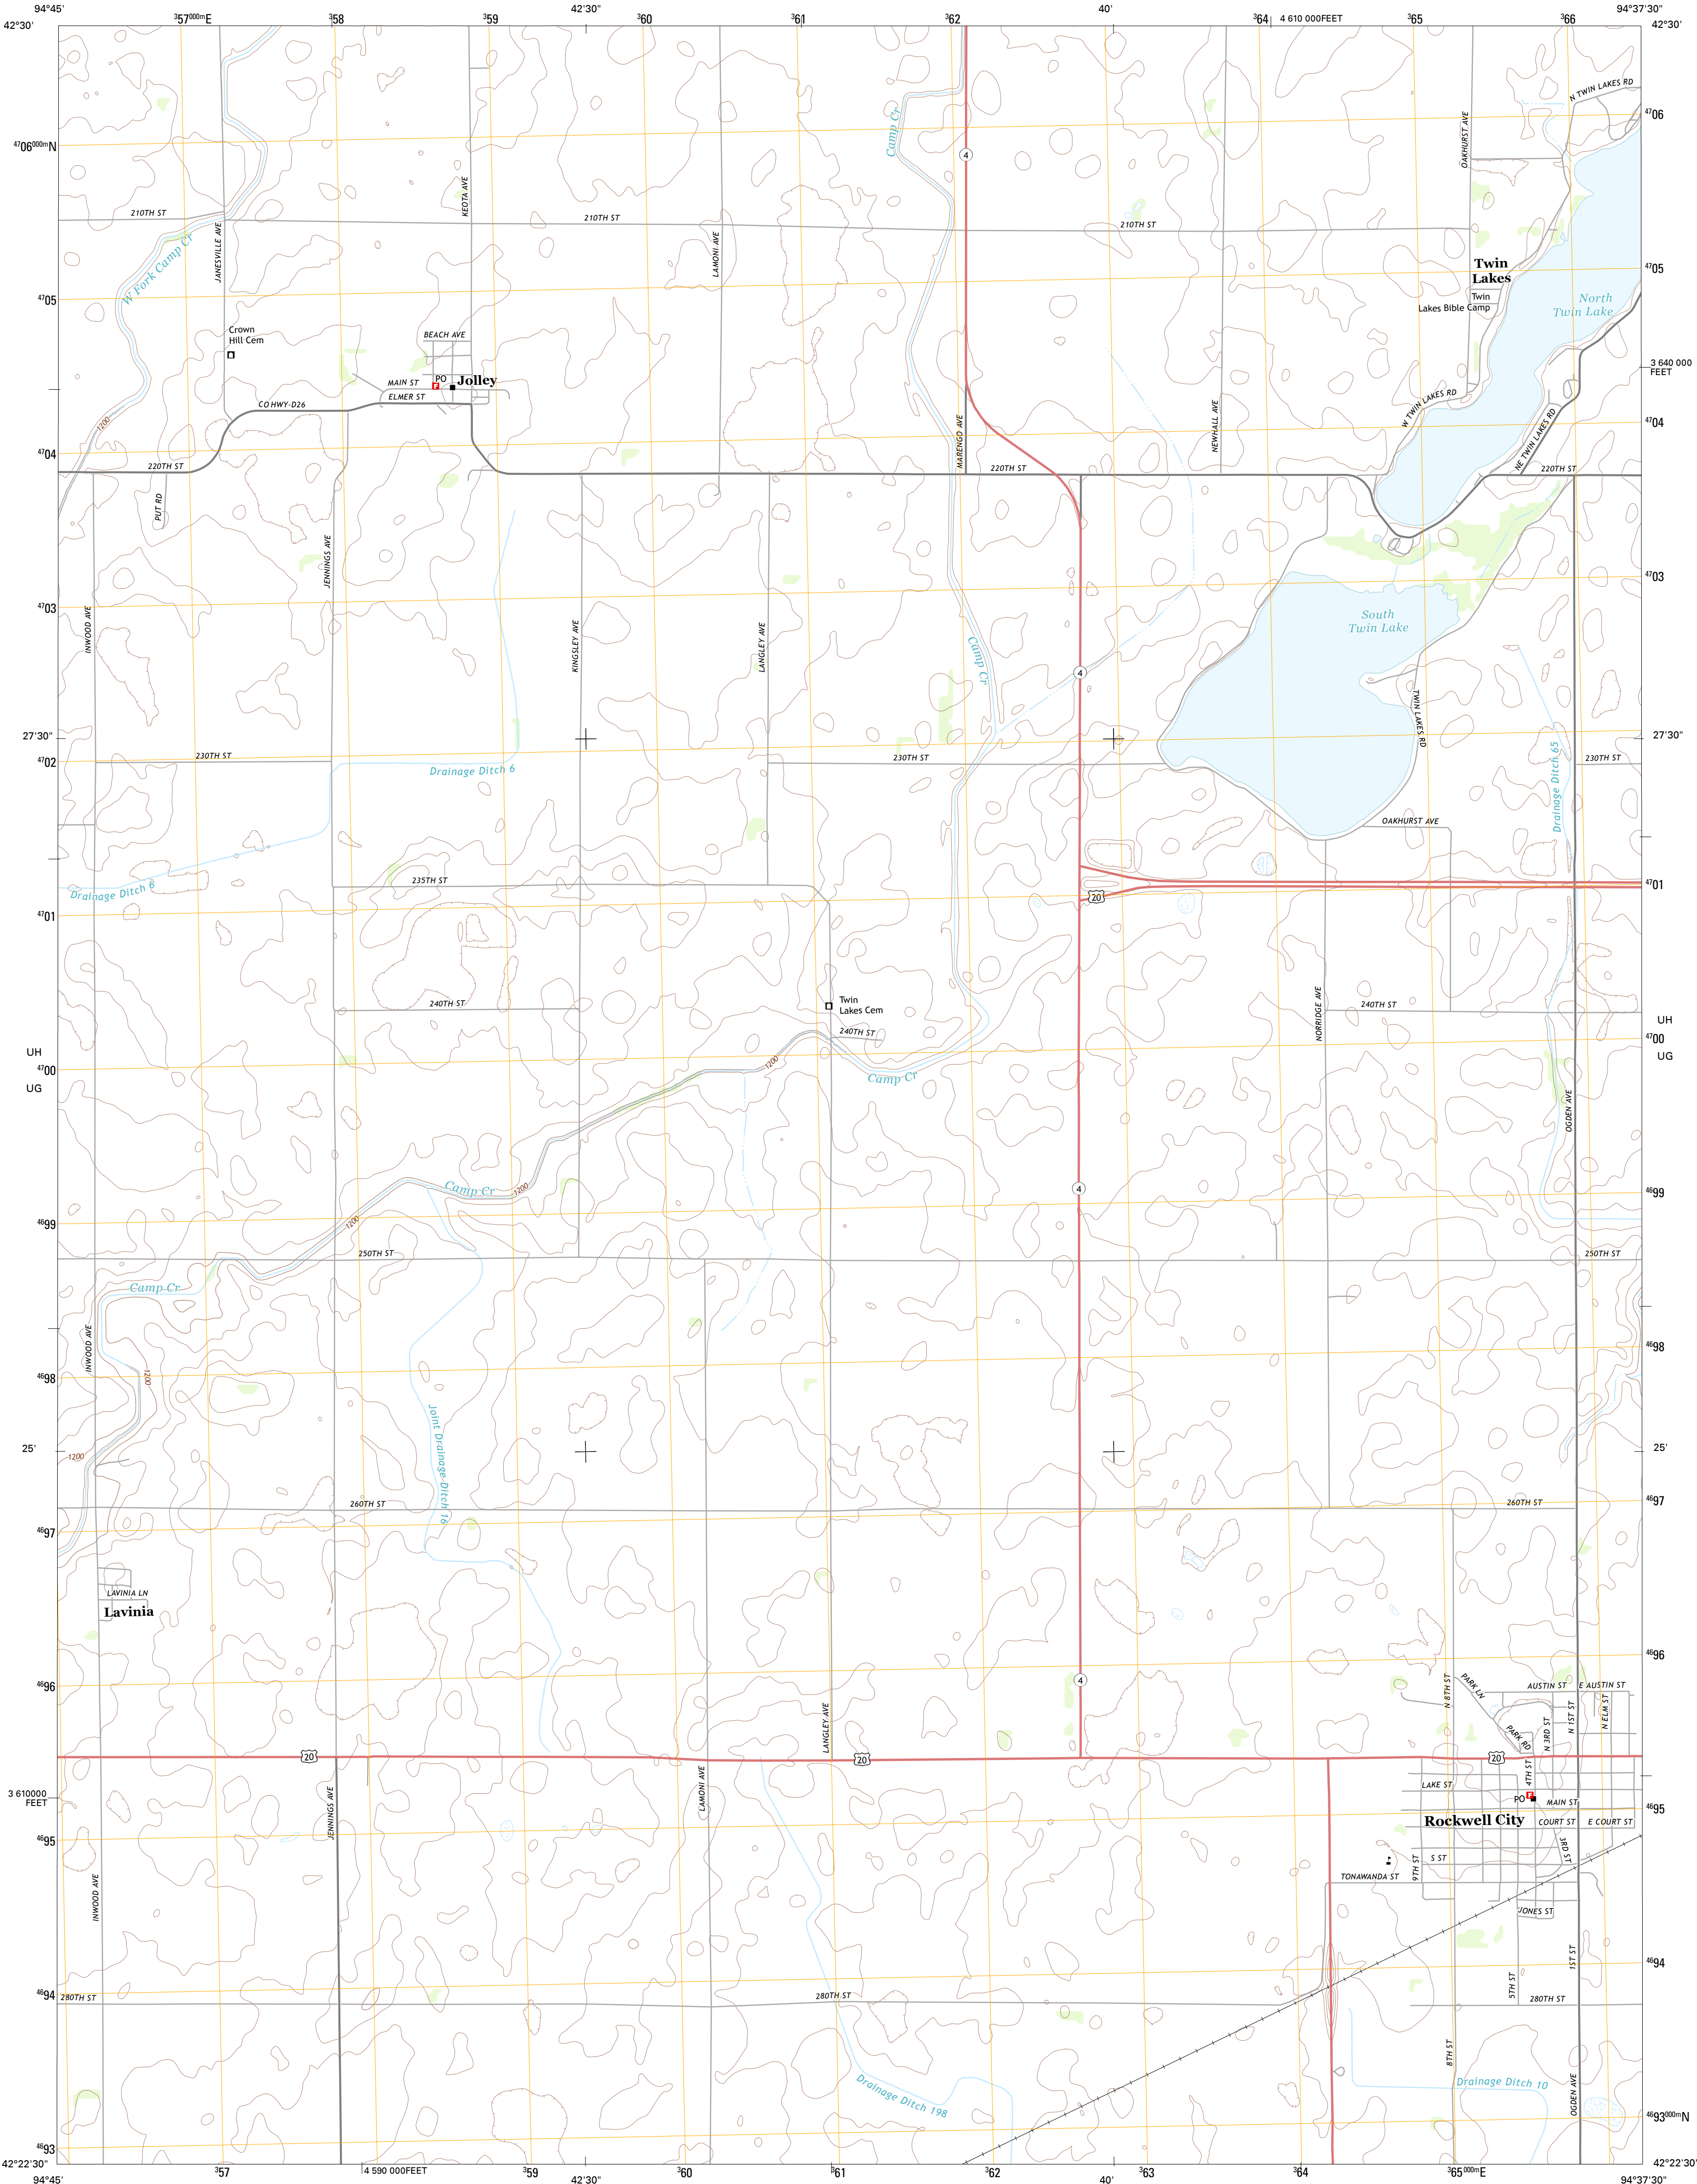 94°45'
³57⁰⁰⁰ᵐE
³58
³59
42°30"
³60
³61
³62
40'
³64
4 610 000FEET
³65
³66
94°37'30"
42°30'
42°30'
N TWIN LAKES RD
⁴⁷06
⁴⁷06⁰⁰⁰ᵐN
Camp Cr
OAKHURST AVE
4
KEOTA AVE
210TH ST
210TH ST
210TH ST
JANESVILLE AVE
LAMONI AVE
W Fork Camp Cr
Twin
Lakes
⁴⁷05
⁴⁷05
Twin
Lakes Bible Camp
North
Twin Lake
Crown
Hill Cem
BEACH AVE
3 640 000
FEET
PO
Jolley
MAIN ST
ELMER ST
CO HWY-D26
W TWIN LAKES RD
1200
MARENGO AVE
NEWHALL AVE
NE TWIN LAKES RD
⁴⁷04
⁴⁷04
220TH ST
220TH ST
220TH ST
PUT RD
JENNINGS AVE
⁴⁷03
⁴⁷03
INWOOD AVE
KINGSLEY AVE
LANGLEY AVE
Camp Cr
South
Twin Lake
4
TWIN LAKES RD
27'30"
27'30"
230TH ST
230TH ST
230TH ST
⁴⁷02
Drainage Ditch 6
Drainage Ditch 65
OAKHURST AVE
235TH ST
Drainage Ditch 6
20
⁴⁷01
⁴⁷01
240TH ST
Twin
Lakes Cem
240TH ST
240TH ST
NORRIDGE AVE
UH
UG
⁴⁷00
UH
⁴⁷00
UG
1200
Camp Cr
OGDEN AVE
Camp Cr
1200
4
⁴⁶99
⁴⁶99
1200
250TH ST
250TH ST
Camp Cr
INWOOD AVE
⁴⁶98
⁴⁶98
1200
Joint Drainage Ditch 16
25'
25'
1200
260TH ST
260TH ST
⁴⁶97
⁴⁶97
LAVINIA LN
Lavinia
⁴⁶96
⁴⁶96
4
N 8TH ST
PARK LN
AUSTIN ST
E AUSTIN ST
N 3RD ST
N 1ST ST
N ELM ST
PARK RD
LANGLEY AVE
20
20
20
4TH ST
LAKE ST
3 610000
FEET
JENNINGS AVE
LAMONI AVE
PO
MAIN ST
Rockwell City
COURT ST
E COURT ST
⁴⁶95
⁴⁶95
3RD ST
9TH ST
S ST
TONAWANDA ST
INWOOD AVE
JONES ST
1ST ST
⁴⁶94
⁴⁶94
5TH ST
280TH ST
280TH ST
280TH ST
8TH ST
Drainage Ditch 198
Drainage Ditch 10
OGDEN AVE
⁴⁶93⁰⁰⁰ᵐN
⁴⁶93
42°22'30"
42°22'30"
94°45'
³57
4 590 000FEET
³59
42°30"
³60
³61
³62
40'
³63
³64
³65⁰⁰⁰ᵐE
94°37'30"